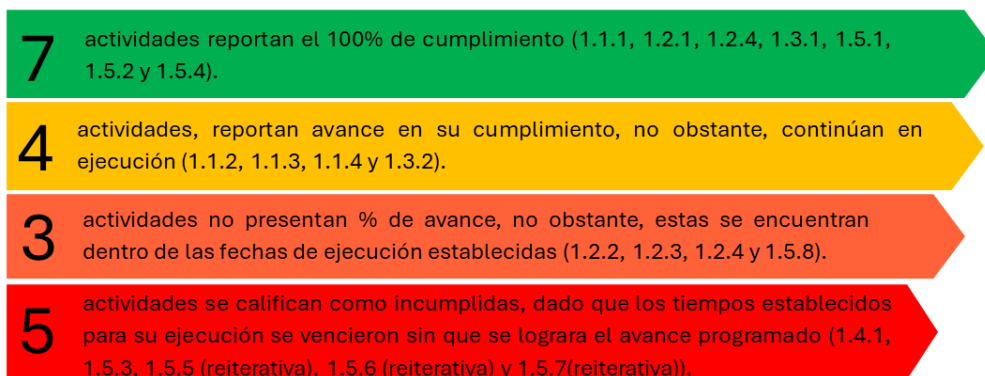 7
actividades reportan el 100% de cumplimiento (1.1.1, 1.2.1, 1.2.4, 1.3.1, 1.5.1,
1.5.2 y 1.5.4).
4
actividades, reportan avance en su cumplimiento, no obstante, continúan en
ejecución (1.1.2, 1.1.3, 1.1.4 y 1.3.2).
3
actividades no presentan % de avance, no obstante, estas se encuentran
dentro de las fechas de ejecución establecidas (1.2.2, 1.2.3, 1.2.4 y 1.5.8).
5
actividades se califican como incumplidas, dado que los tiempos establecidos
para su ejecución se vencieron sin que se lograra el avance programado (1.4.1,
1.5.3, 1.5.5 (reiterativa), 1.5.6 (reiterativa) y 1.5.7(reiterativa)).